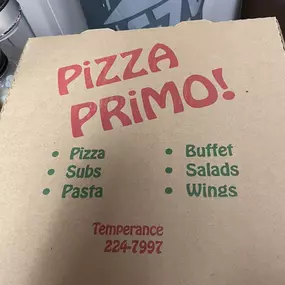 PiZZA
PRiMO!
• Pizza
• Subs
• Pasta
• Buffet
• Salads
• Wings
Temperance
224-7997